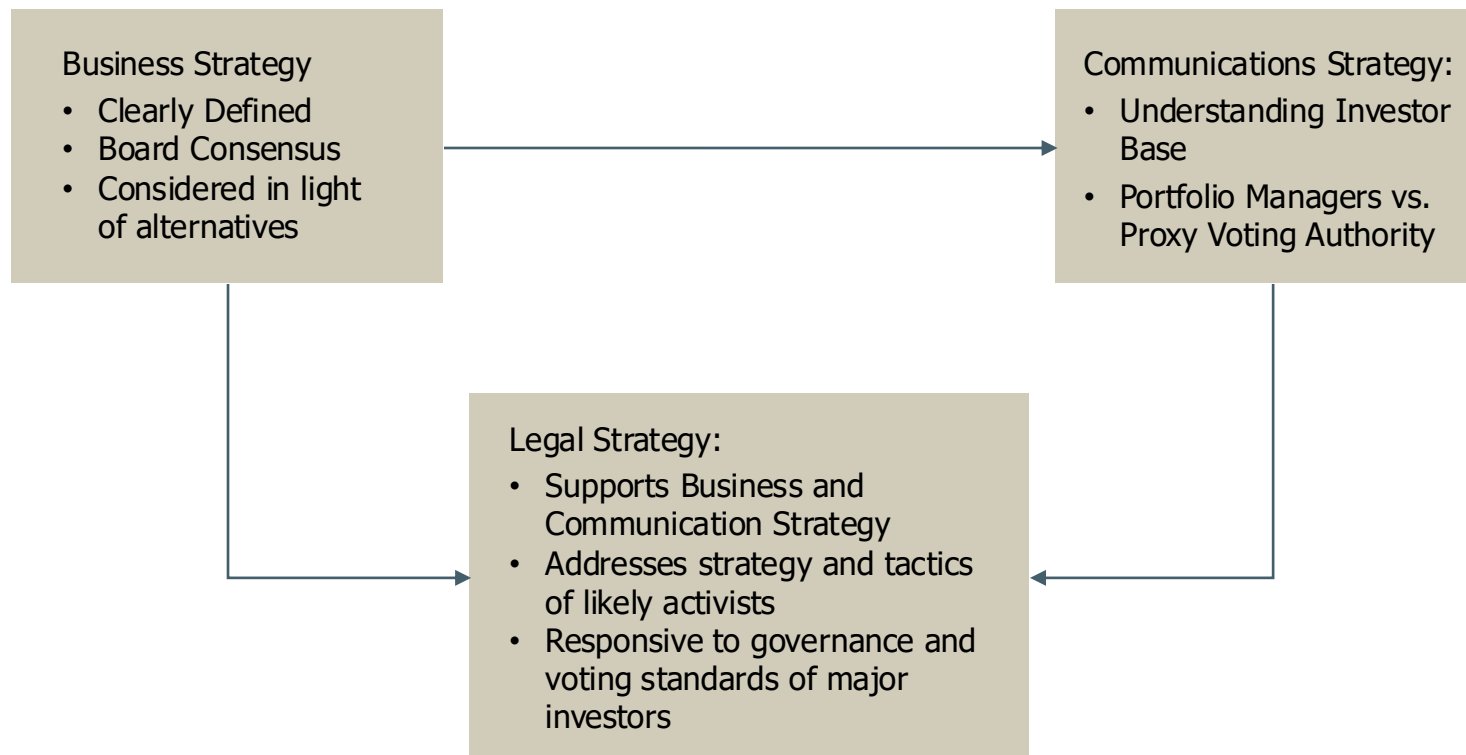 Business Strategy
• Clearly Defined
• Board Consensus
• Considered in light
of alternatives
Communications Strategy:
• Understanding Investor
Base
• Portfolio Managers vs.
Proxy Voting Authority
Legal Strategy:
• Supports Business and
Communication Strategy
• Addresses strategy and tactics
of likely activists
• Responsive to governance and
voting standards of major
investors